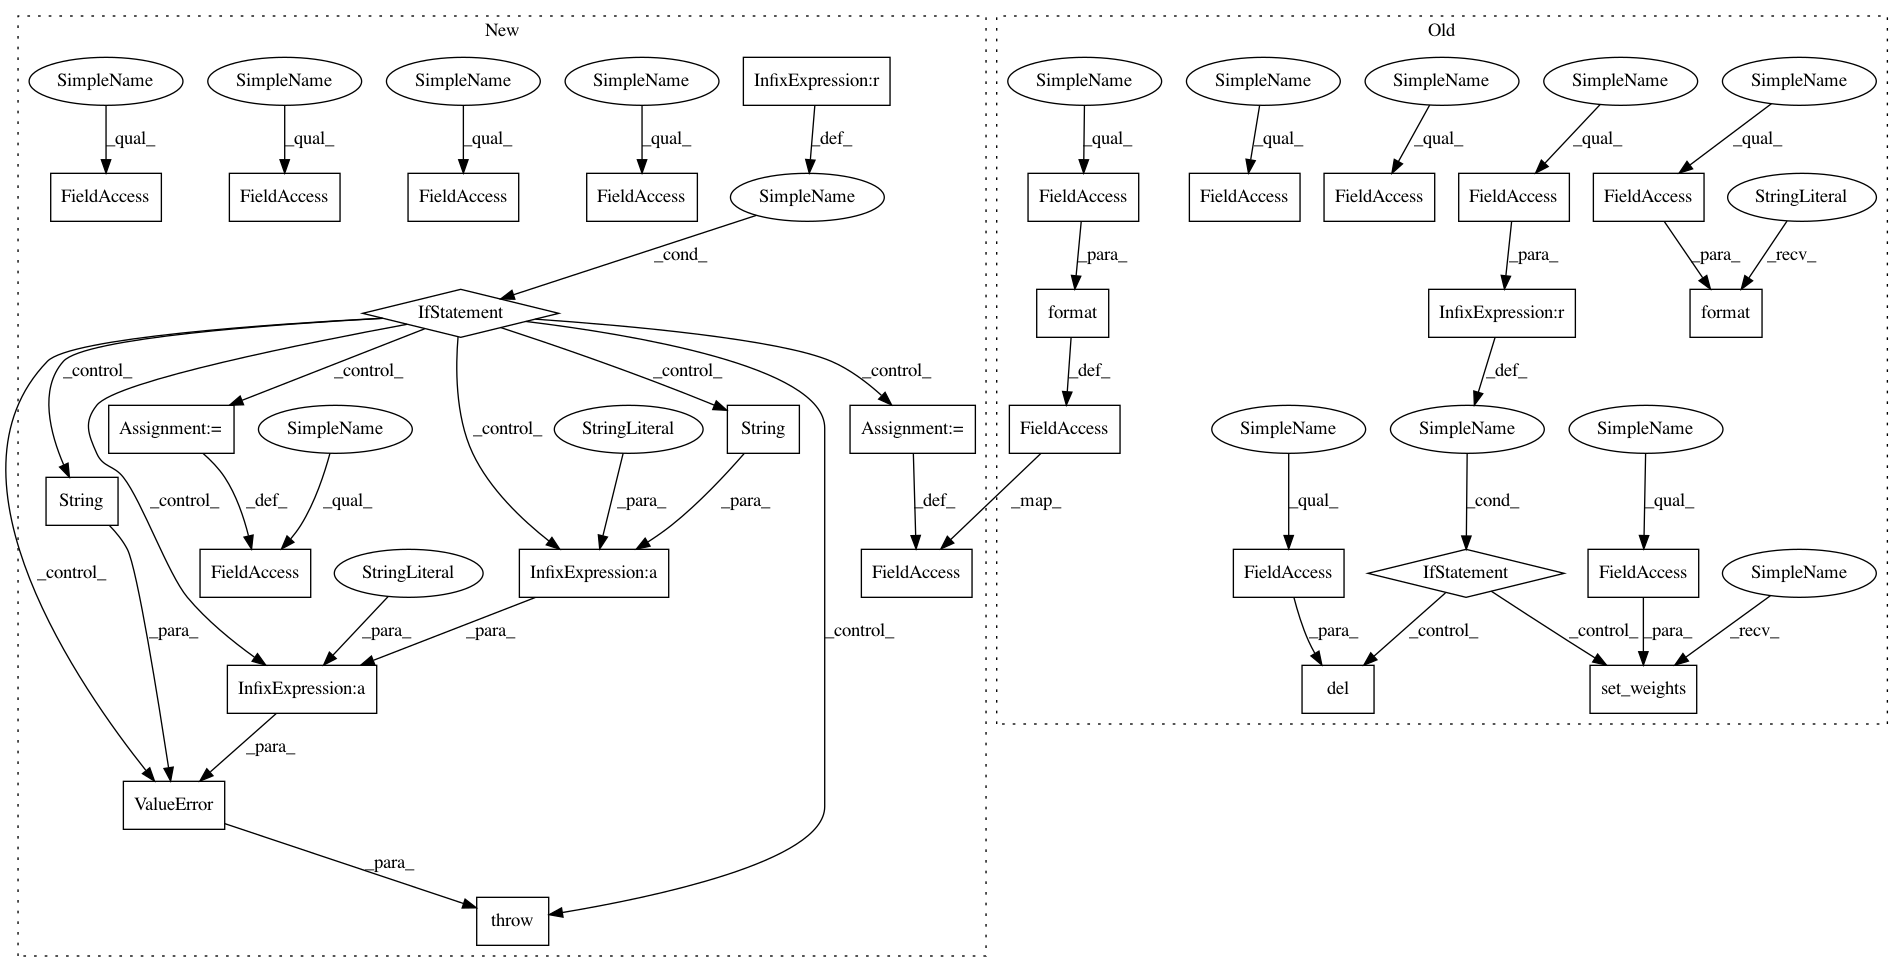 New
Old
SimpleName
SimpleName
SimpleName
SimpleName
InfixExpression:r
SimpleName
SimpleName
SimpleName
SimpleName
SimpleName
_qual_
_qual_
_qual_
_qual_
_def_
_qual_
_qual_
_qual_
_qual_
_qual_
FieldAccess
FieldAccess
FieldAccess
FieldAccess
SimpleName
FieldAccess
FieldAccess
FieldAccess
FieldAccess
FieldAccess
StringLiteral
_cond_
_para_
_para_
_para_
_recv_
IfStatement
format
InfixExpression:r
format
_control_
_control_
_control_
_control_
_def_
_def_
Assignment:=
SimpleName
_control_
StringLiteral
String
Assignment:=
FieldAccess
SimpleName
SimpleName
SimpleName
String
_control_
_def_
_qual_
_para_
_para_
_def_
_map_
_qual_
_cond_
_qual_
_control_
FieldAccess
StringLiteral
InfixExpression:a
FieldAccess
FieldAccess
IfStatement
FieldAccess
SimpleName
_para_
_para_
_para_
_control_
_para_
_control_
_control_
_para_
_recv_
InfixExpression:a
del
set_weights
_para_
ValueError
_para_
throw